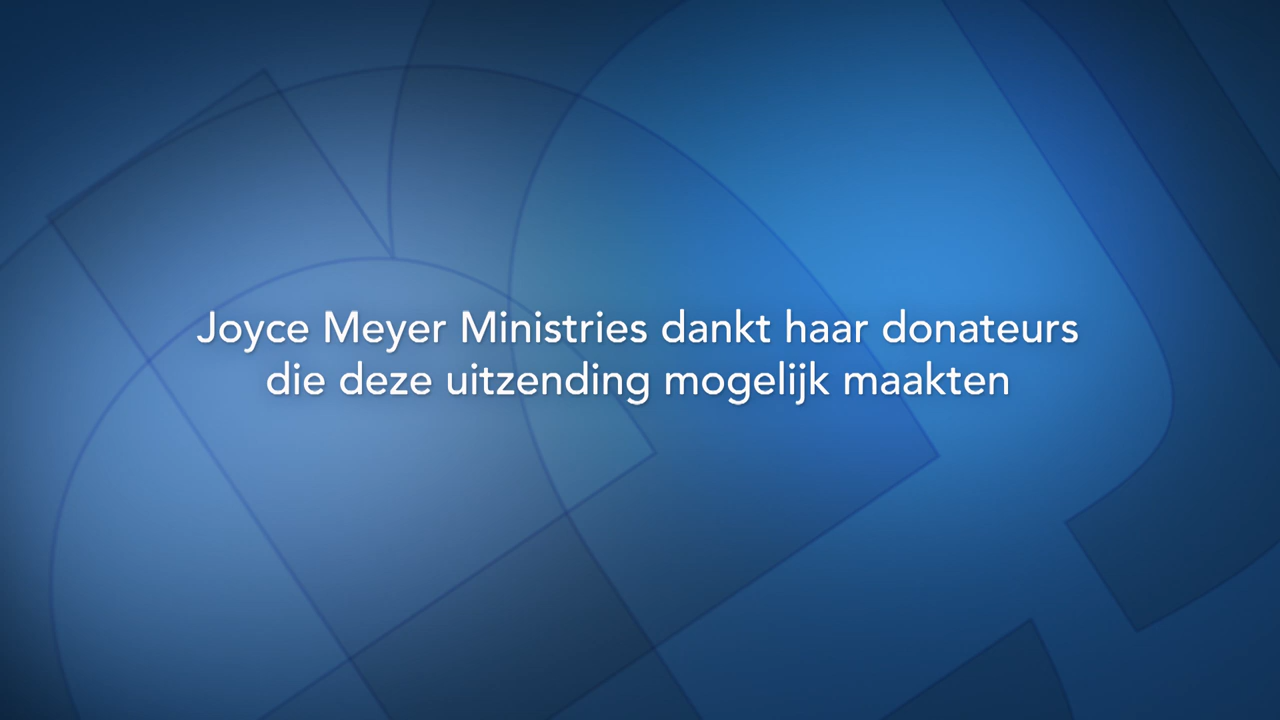 Joyce Meyer Ministries dankt haar donateurs
die deze uitzending mogelijk maakten